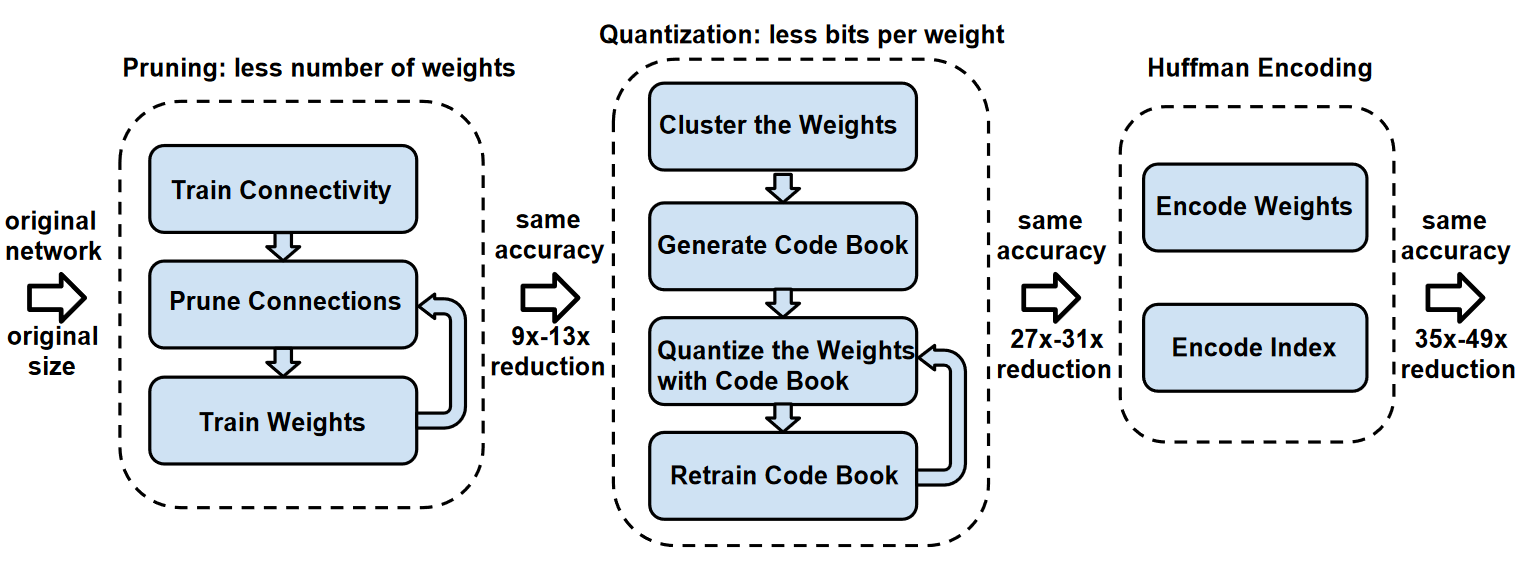 original
network
original
size
Pruning: less number of weights
Train Connectivity
Prune Connections
Train Weights
same
accuracy
9x-13x
reduction
Quantization: less bits per weight
Cluster the Weights
Generate Code Book
Quantize the Weights
with Code Book
Retrain Code Book
same
accuracy
27x-31x
reduction
Huffman Encoding
Encode Weights
Encode Index
same
accuracy
35x-49x
reduction